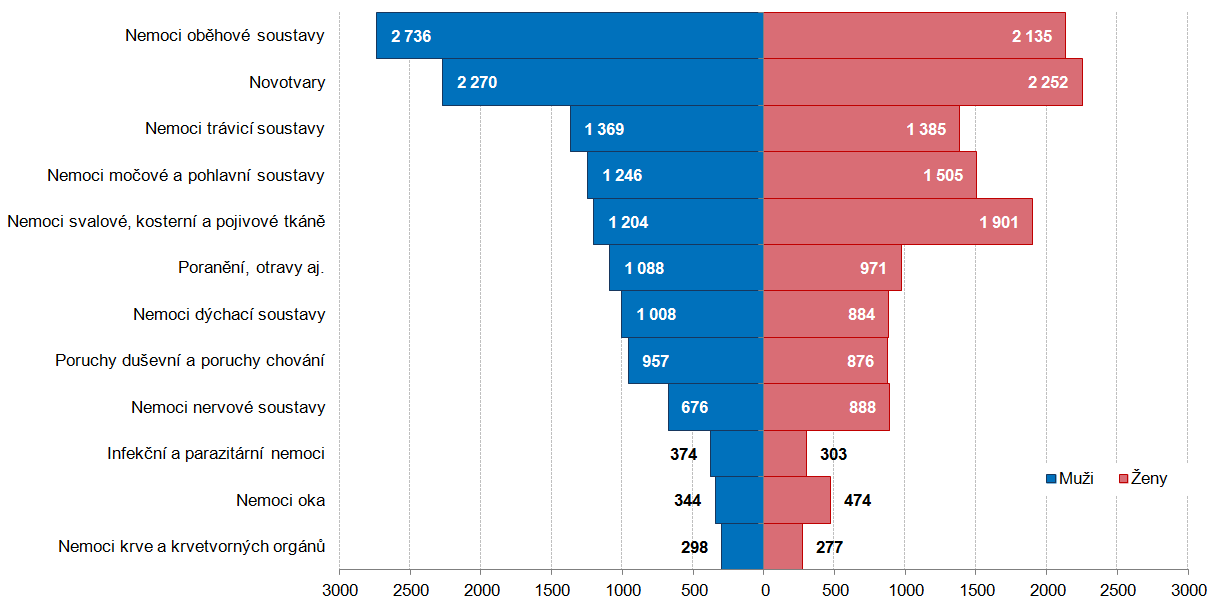 Nemoci oběhové soustavy 2 736 2 135
Novotvary 2 270 2 252
Nemoci trávicí soustavy 1 369 1 385
Nemoci močové a pohlavní soustavy 1 246 1 505
Nemoci svalové, kosterní a pojivové tkáně 1 204 1 901
Poranění, otravy aj. 1 088 971
Nemoci dýchací soustavy 1 008 884
Poruchy duševní a poruchy chování 957 876
Nemoci nervové soustavy 676 888
Infekční a parazitární nemoci 374 303
Muži Ženy
Nemoci oka 344 474
Nemoci krve a krvetvorných orgánů 298 277
3000 2500 2000 1500 1000 500 0 500 1000 1500 2000 2500 3000